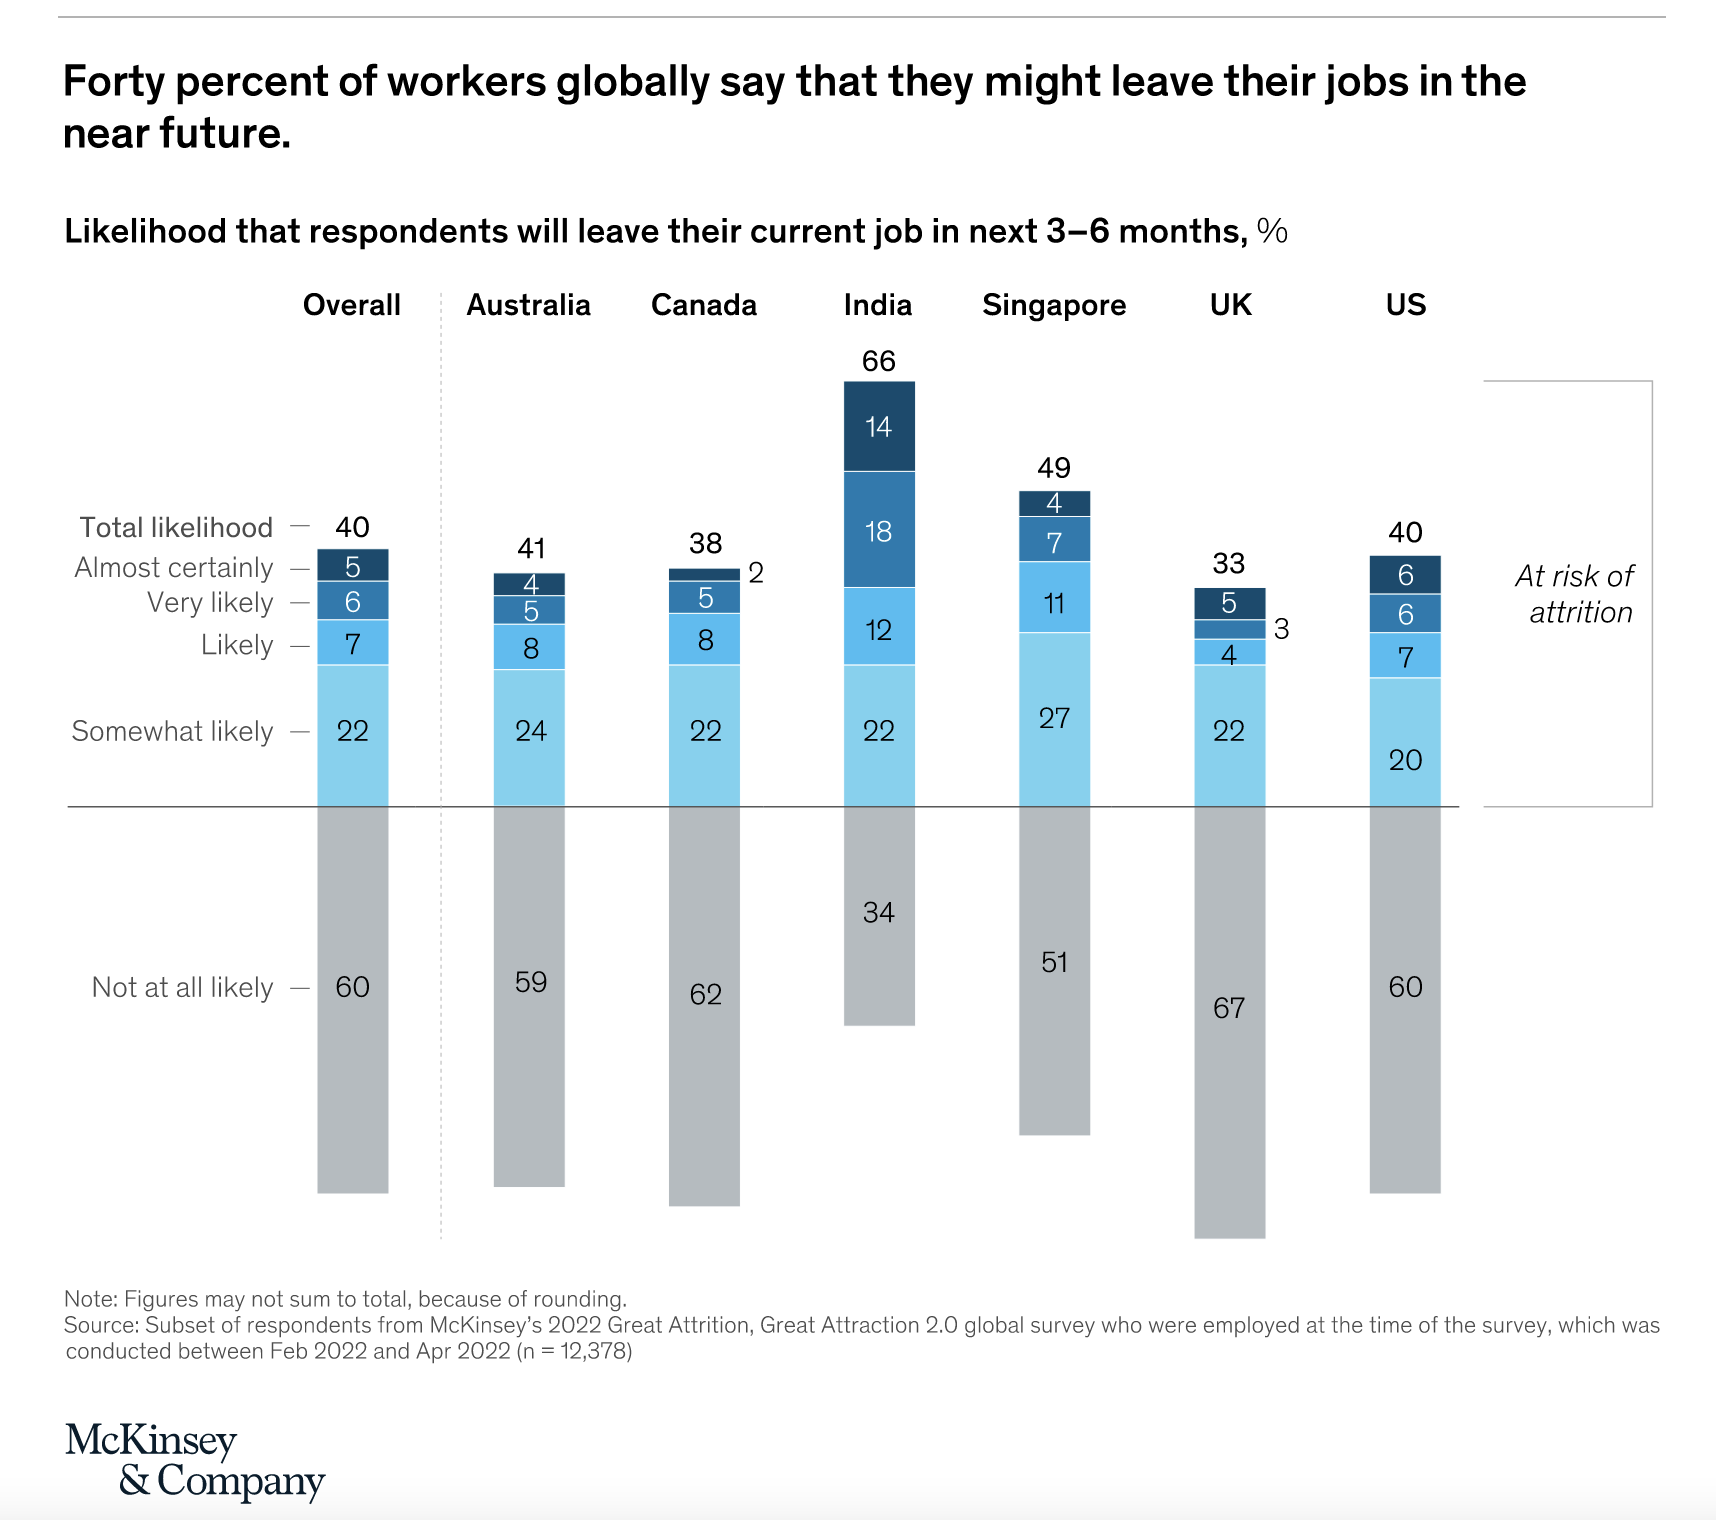 Forty percent of workers globally say that they might leave their jobs in the
near future.
Likelihood that respondents will leave their current job in next 3–6 months, %
Overall Australia Canada India Singapore UK US
Total likelihood 40 41 38 66 49 33 40
Almost certainly 5 4 2 14 4 5 6
Very likely 6 5 5 18 7 3 6
Likely 7 8 8 12 11 4 7
Somewhat likely 22 24 22 22 27 22 20
Not at all likely 60 59 62 34 51 67 60
At risk of
attrition
Note: Figures may not sum to total, because of rounding.
Source: Subset of respondents from McKinsey’s 2022 Great Attrition, Great Attraction 2.0 global survey who were employed at the time of the survey, which was
conducted between Feb 2022 and Apr 2022 (n = 12,378)
McKinsey
& Company